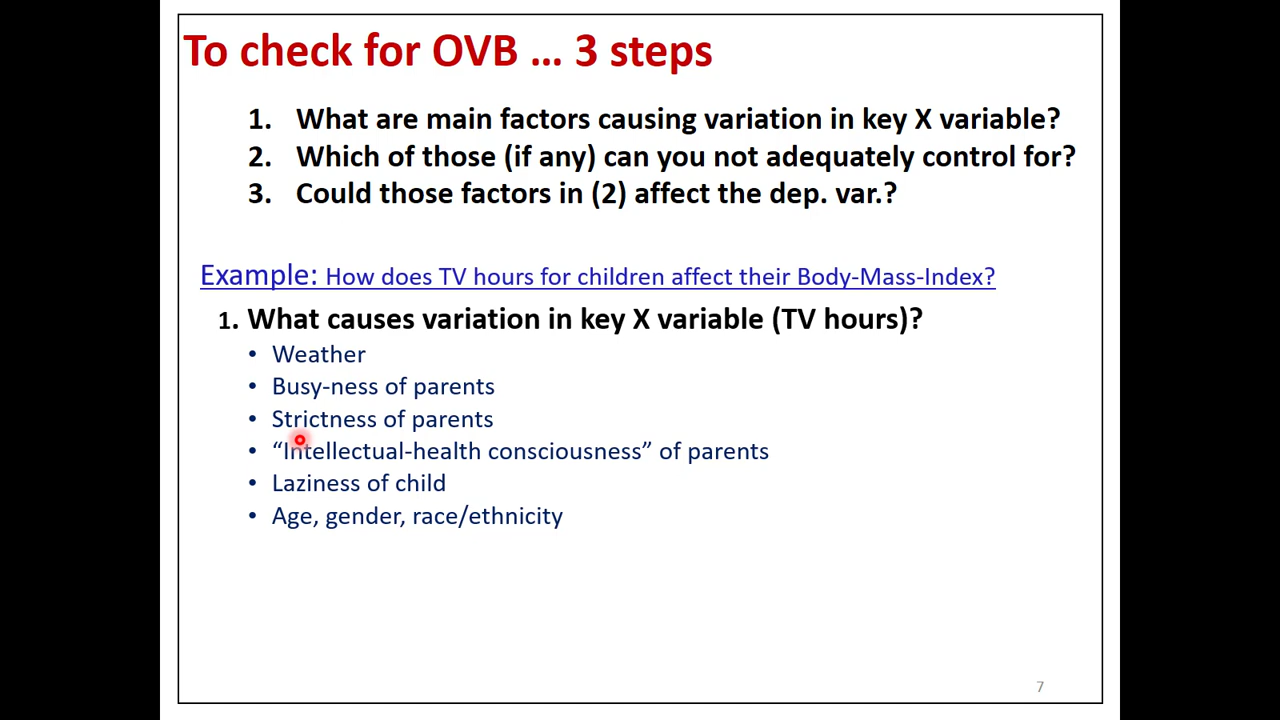 To check for OVB ... 3 steps
1. What are main factors causing variation in key X variable?
2. Which of those (if any) can you not adequately control for?
3. Could those factors in (2) affect the dep. var.?
Example: How does TV hours for children affect their Body-Mass-Index?
1. What causes variation in key X variable (TV hours)?
• Weather
• Busy-ness of parents
• Strictness of parents
• “Intellectual-health consciousness” of parents
• Laziness of child
• Age, gender, race/ethnicity
7